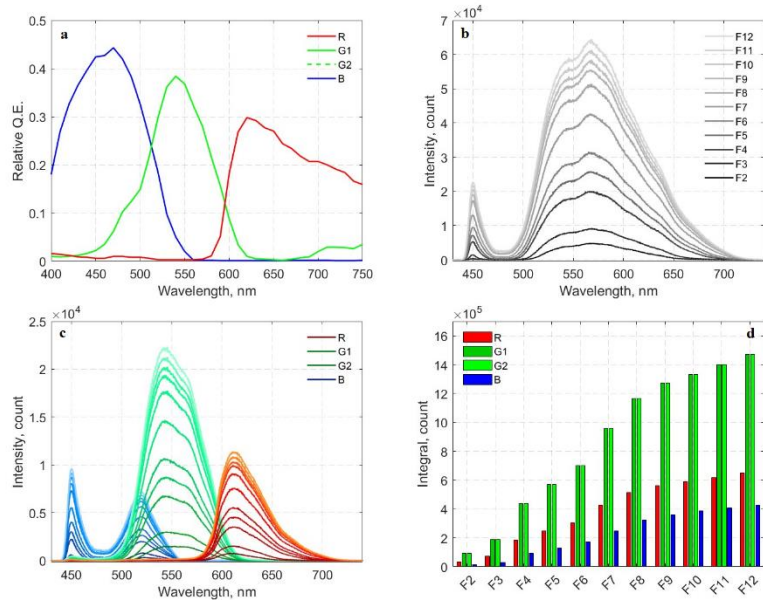 a
R
G1
G2
B
Relative Q.E.
0.5
0.4
0.3
0.2
0.1
0
400 450 500 550 600 650 700 750
Wavelength, nm
×10⁴
b
F12
F11
F10
F9
F8
F7
F6
F5
F4
F3
F2
Intensity, count
7
6
5
4
3
2
1
0
450 500 550 600 650 700
Wavelength, nm
×10⁴
c
R
G1
G2
B
Intensity, count
2.5
2
1.5
1
0.5
0
450 500 550 600 650 700
Wavelength, nm
×10⁵
d
R
G1
G2
B
Integral, count
16
14
12
10
8
6
4
2
0
F2 F3 F4 F5 F6 F7 F8 F9 F10 F11 F12